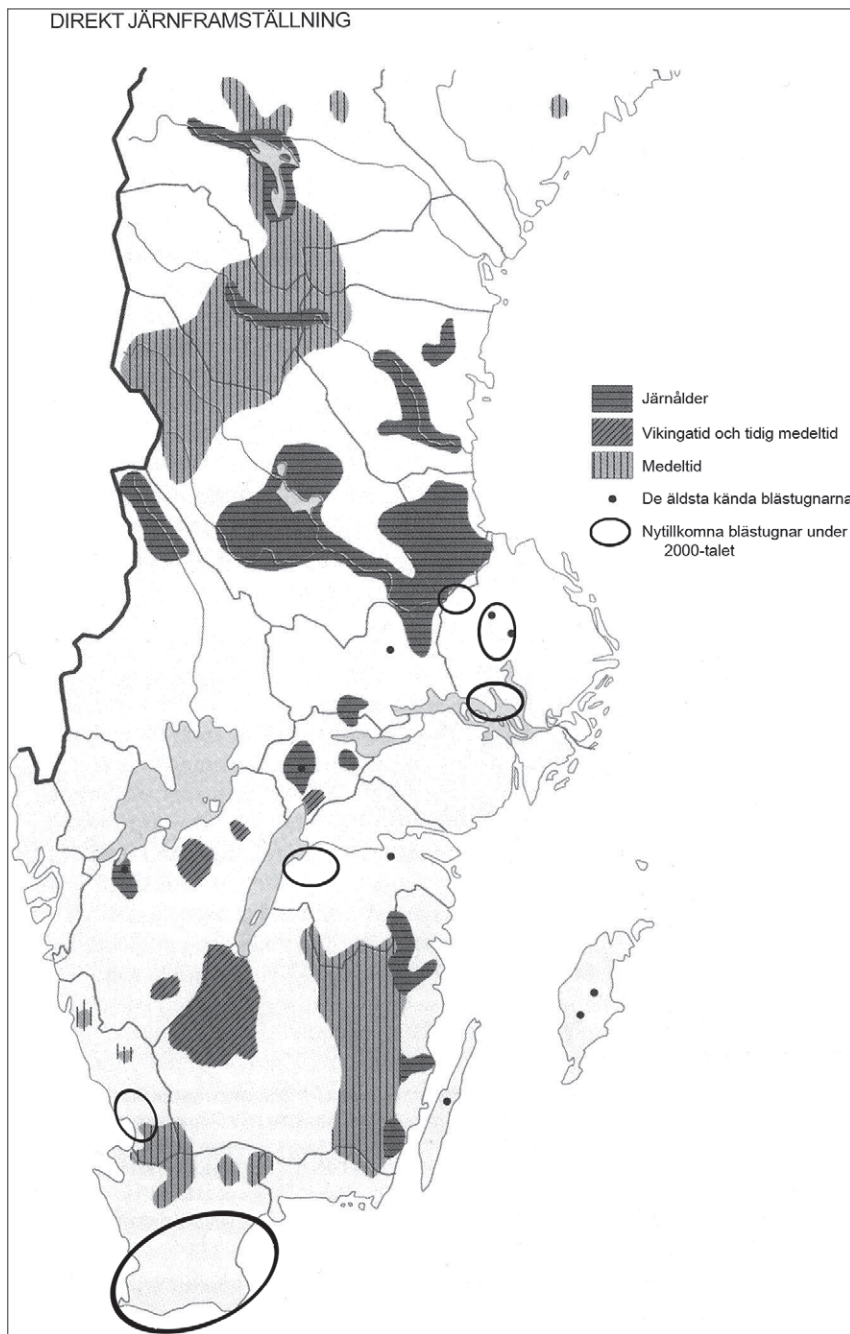 DIREKT JÄRNFRAMSTÄLLNING
Järnålder
Vikingatid och tidig medeltid
Medeltid
De äldsta kända blästugnarna
Nytillkomna blästugnar under
2000-talet